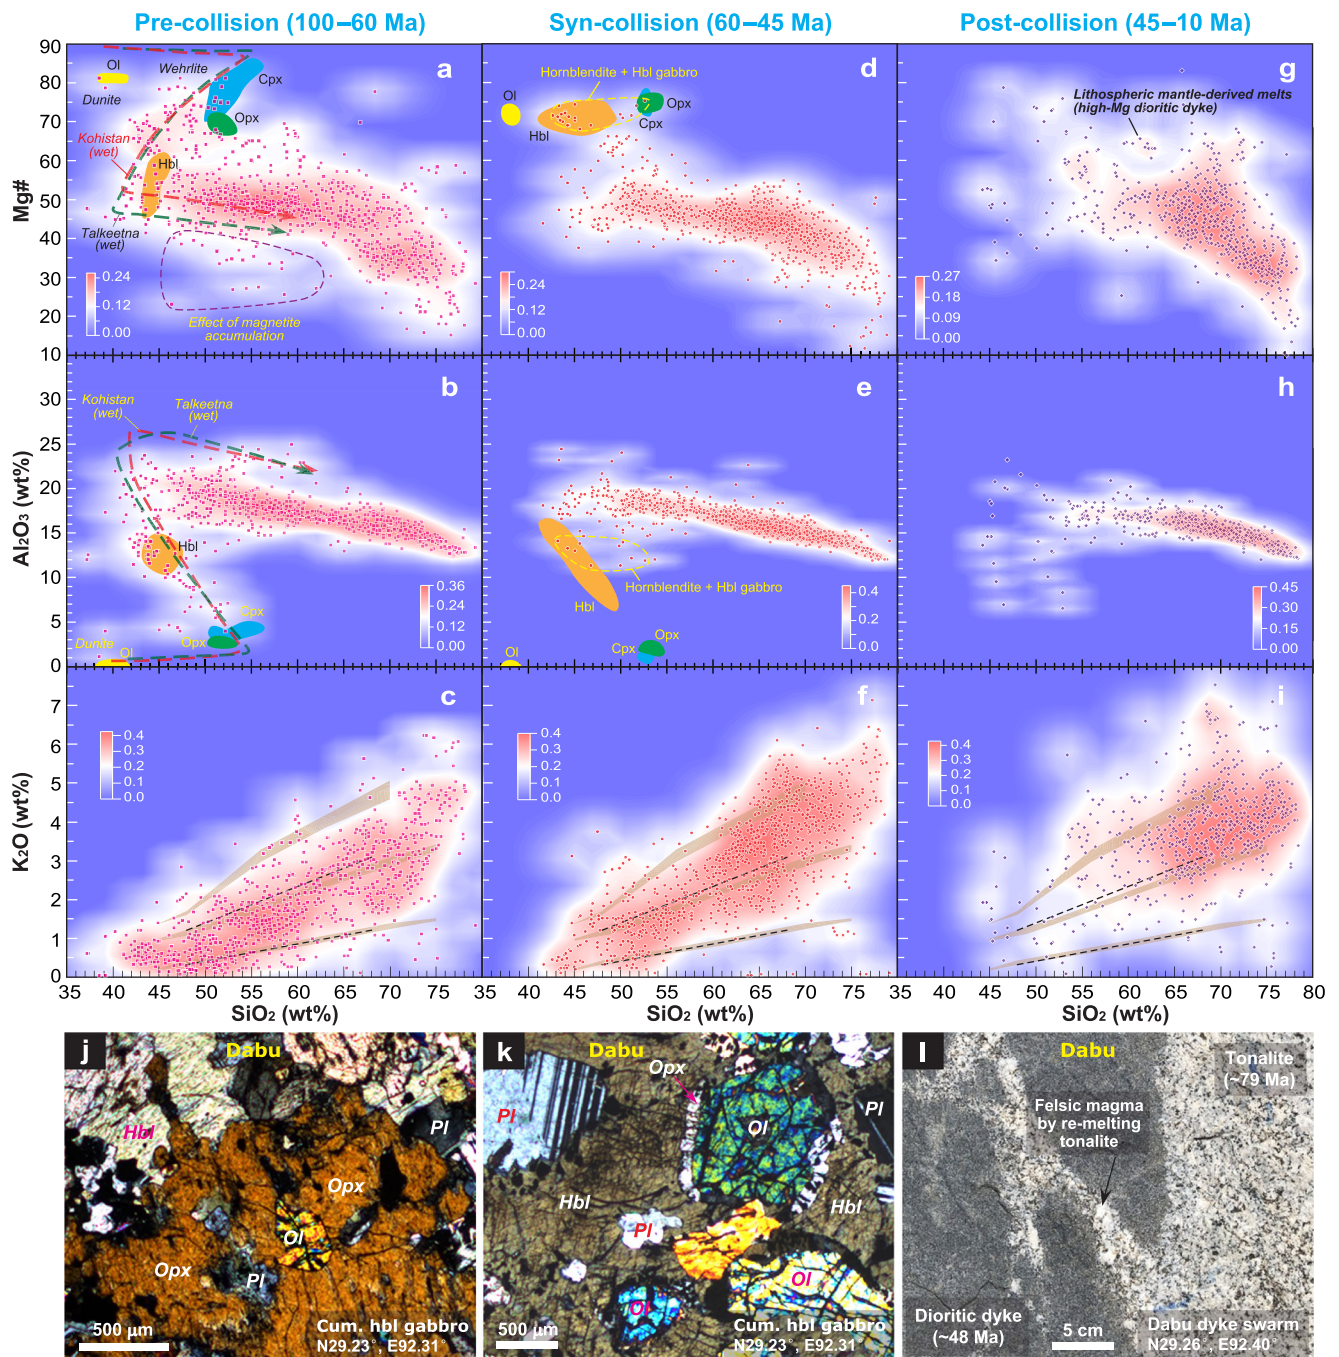 Pre-collision (100–60 Ma)
Syn-collision (60–45 Ma)
Post-collision (45–10 Ma)
a
Ol
Dunite
Wehrlite
Cpx
Opx
Kohistan
(wet)
Hbl
Talkeetna
(wet)
Effect of magnetite
accumulation
0.24
0.12
0.00
Mg#
90
80
70
60
50
40
30
20
10
d
Hornblendite + Hbl gabbro
Ol
Opx
Cpx
Hbl
0.24
0.12
0.00
g
Lithospheric mantle-derived melts
(high-Mg dioritic dyke)
0.27
0.18
0.09
0.00
b
Kohistan
(wet)
Talkeetna
(wet)
Hbl
Cpx
Opx
Dunite
Ol
0.36
0.24
0.12
0.00
Al₂O₃ (wt%)
30
25
20
15
10
5
0
e
Hornblendite + Hbl gabbro
Hbl
Opx
Cpx
Ol
0.4
0.2
0.0
h
0.45
0.30
0.15
0.00
c
0.4
0.3
0.2
0.1
0.0
K₂O (wt%)
7
6
5
4
3
2
1
0
f
0.4
0.3
0.2
0.1
0.0
i
0.4
0.3
0.2
0.1
0.0
35 40 45 50 55 60 65 70 75 35 40 45 50 55 60 65 70 75 35 40 45 50 55 60 65 70 75 80
SiO₂ (wt%)
SiO₂ (wt%)
SiO₂ (wt%)
j
Dabu
Hbl
Pl
Opx
Ol
Opx
Pl
500 µm
Cum. hbl gabbro
N29.23°, E92.31°
k
Dabu
Opx
Pl
Pl
Ol
Hbl
Hbl
Pl
Ol
Ol
500 µm
Cum. hbl gabbro
N29.23°, E92.31°
l
Dabu
Tonalite
(~79 Ma)
Felsic magma
by re-melting
tonalite
Dioritic dyke
(~48 Ma)
5 cm
Dabu dyke swarm
N29.26°, E92.40°